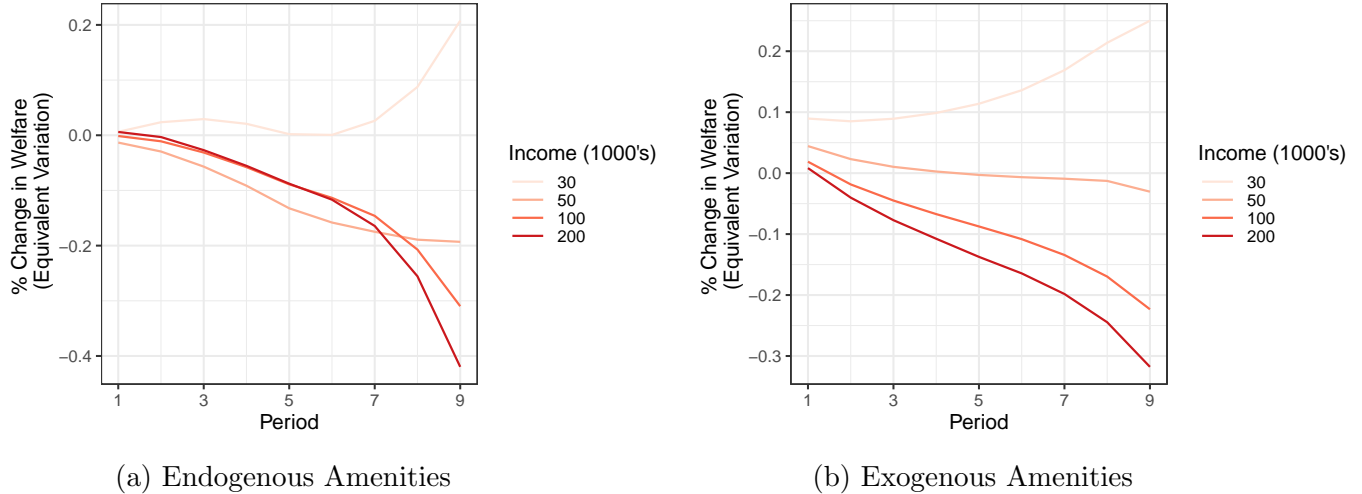 0.2
0.0
−0.2
−0.4
1
3
5
7
9
Period
% Change in Welfare
(Equivalent Variation)
Income (1000's)
30
50
100
200
(a) Endogenous Amenities
0.2
0.1
0.0
−0.1
−0.2
−0.3
1
3
5
7
9
Period
% Change in Welfare
(Equivalent Variation)
Income (1000's)
30
50
100
200
(b) Exogenous Amenities